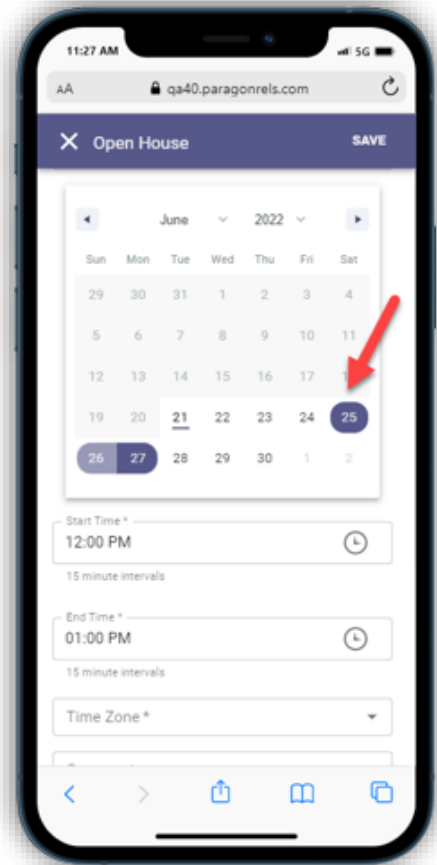 11:27 AM 5G
AA qa40.paragonrels.com
Open House SAVE
June 2022
Sun Mon Tue Wed Thu Fri Sat
29 30 31 1 2 3 4
5 6 7 8 9 10 11
12 13 14 15 16 17
19 20 21 22 23 24 25
26 27 28 29 30 1 2
Start Time *
12:00 PM
15 minute intervals
End Time *
01:00 PM
15 minute intervals
Time Zone *